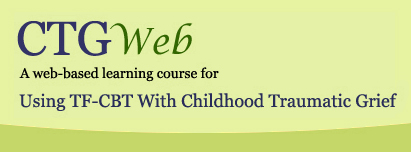 CTGWeb
A web-based learning course for
Using TF-CBT With Childhood Traumatic Grief